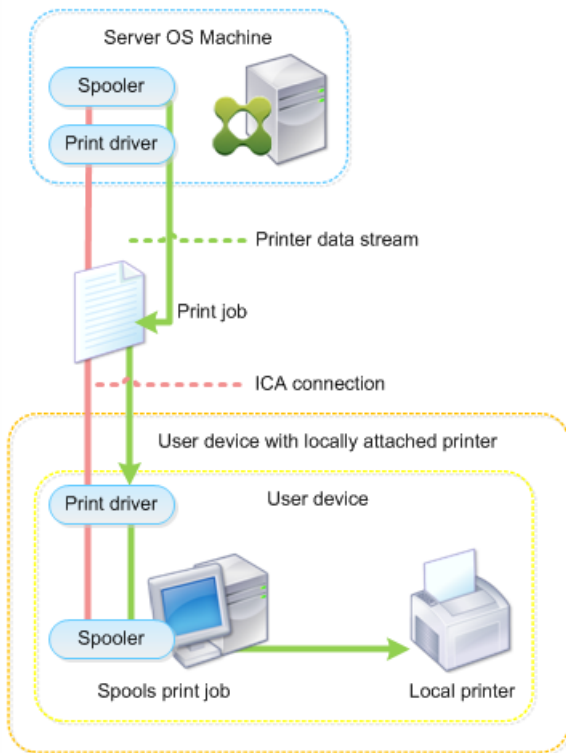 Server OS Machine
Spooler
Print driver
Printer data stream
Print job
ICA connection
User device with locally attached printer
Print driver
User device
Spooler
Spools print job
Local printer